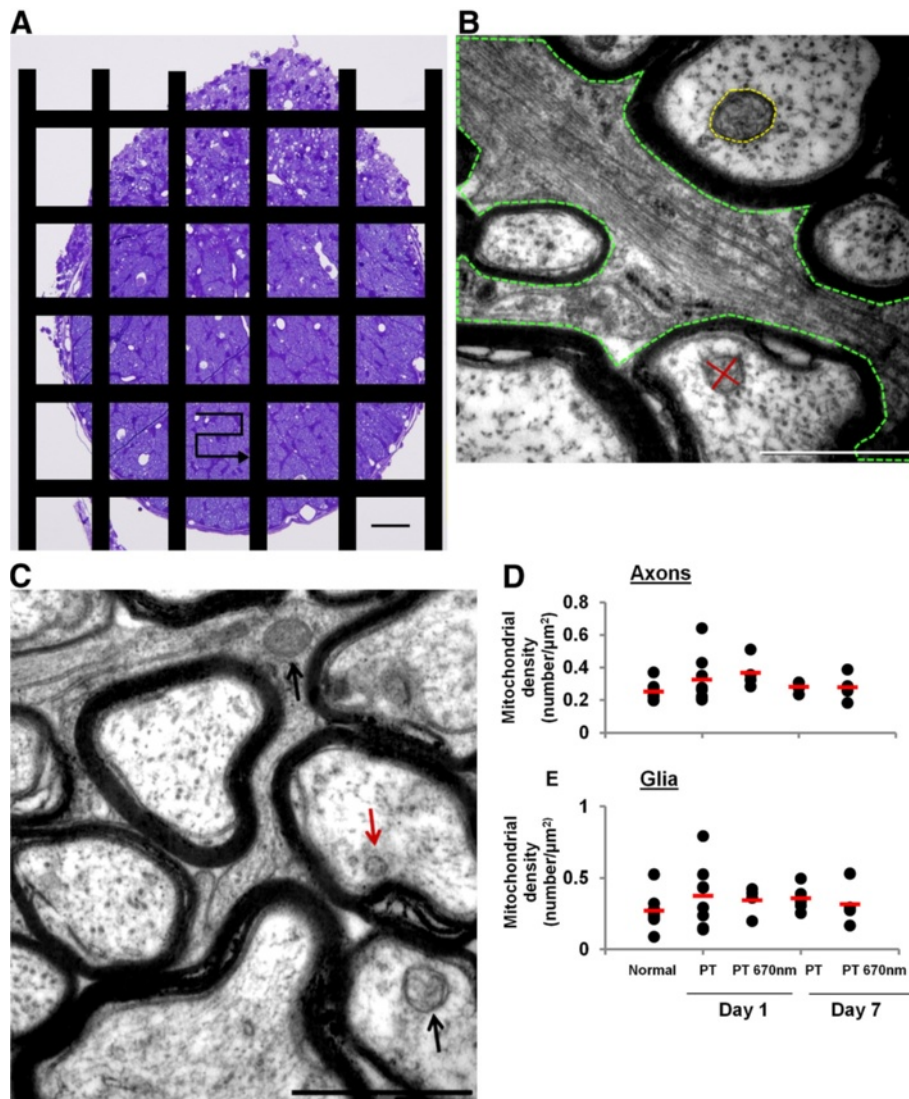 A
B
C
D
Axons
Mitochondrial
density
(number/µm²)
0.8
0.6
0.4
0.2
0
E
Glia
Mitochondrial
density
(number/µm²)
1
0.5
0
Normal PT PT 670nm PT PT 670nm
Day 1 Day 7